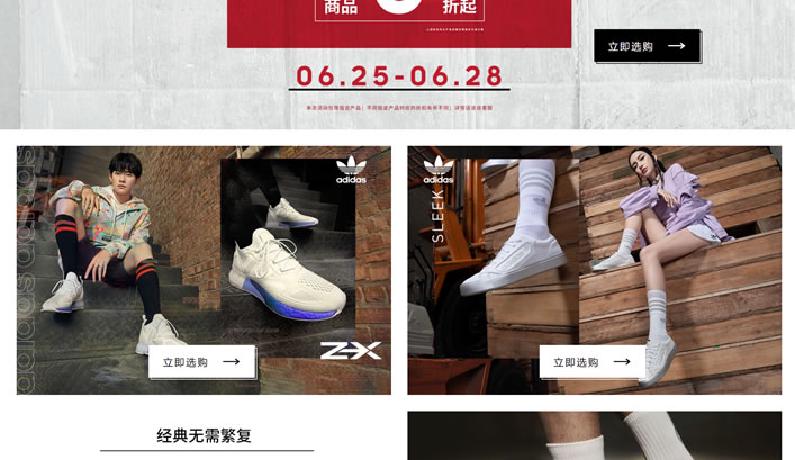 商品
折起
立即选购
06.25-06.28
adidas
adidas
SLEEK
ZX
立即选购
立即选购
经典无需繁复